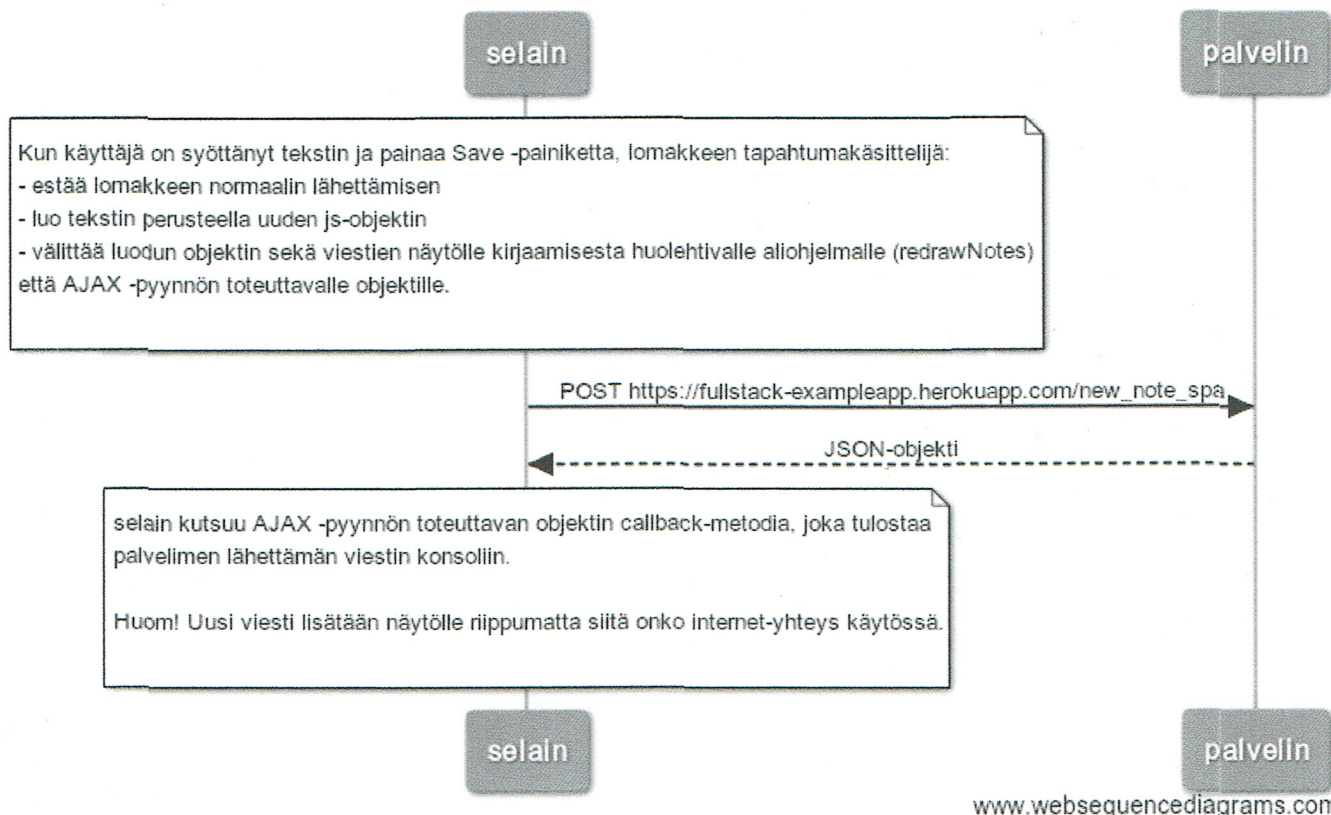 selain
palvelin
Kun käyttäjä on syöttänyt tekstin ja painaa Save -painiketta, lomakkeen tapahtumakäsittelijä:
- estää lomakkeen normaalin lähettämisen
- luo tekstin perusteella uuden js-objektin
- välittää luodun objektin sekä viestien näytölle kirjaamisesta huolehtivalle aliohjelmalle (redrawNotes)
että AJAX -pyynnön toteuttavalle objektille.
POST https://fullstack-exampleapp.herokuapp.com/new_note_spa
JSON-objekti
selain kutsuu AJAX -pyynnön toteuttavan objektin callback-metodia, joka tulostaa
palvelimen lähettämän viestin konsoliin.
Huom! Uusi viesti lisätään näytölle riippumatta siitä onko internet-yhteys käytössä.
selain
palvelin
www.websequencediagrams.com